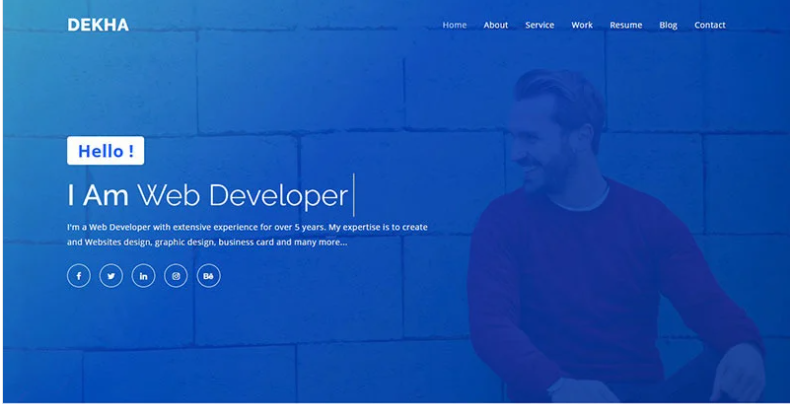 DEKHA
Home About Service Work Resume Blog Contact
Hello !
I Am Web Developer
I'm a Web Developer with extensive experience for over 5 years. My expertise is to create
and Websites design, graphic design, business card and many more...
f in Bē